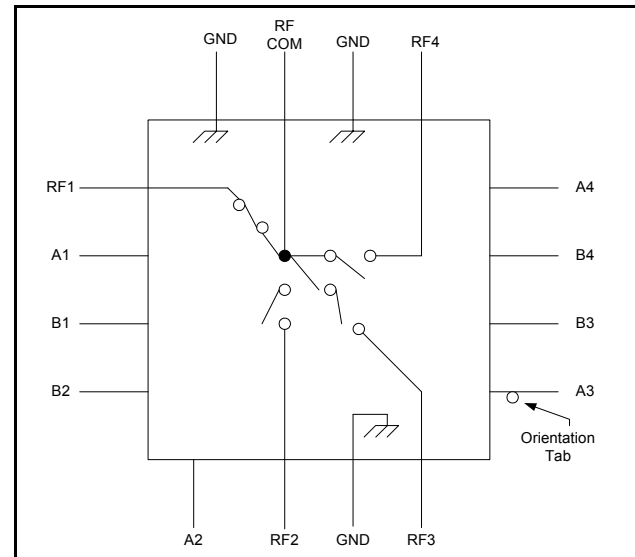 GND
RF
COM
GND
RF4
RF1
A4
A1
B4
B1
B3
B2
A3
Orientation
Tab
A2
RF2
GND
RF3